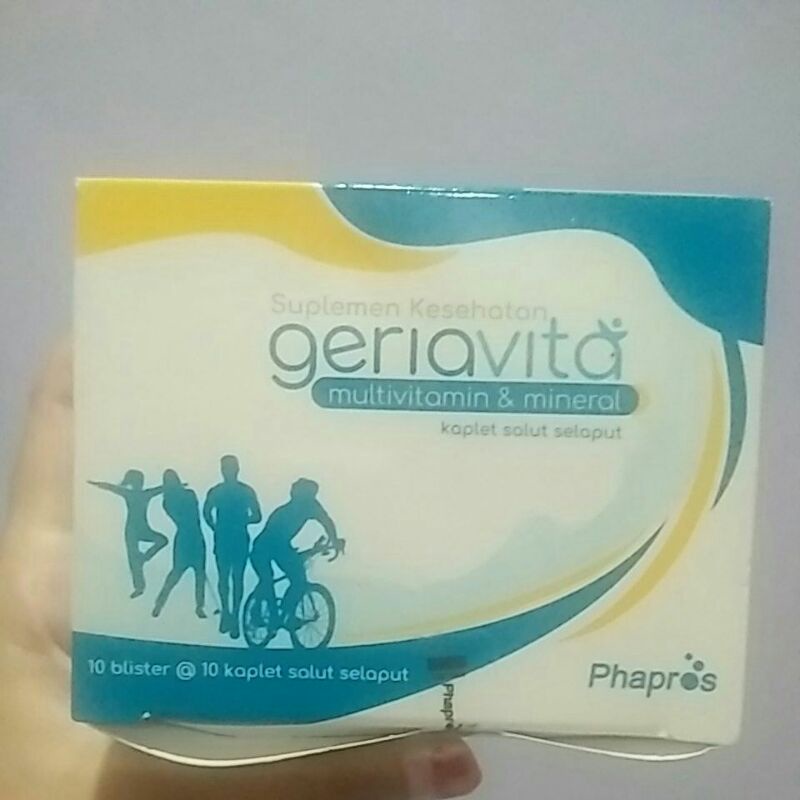 Suplemen Kesehatan
geriavita
multivitamin & mineral
kaplet salut selaput
10 blister @ 10 kaplet salut selaput
Phapros